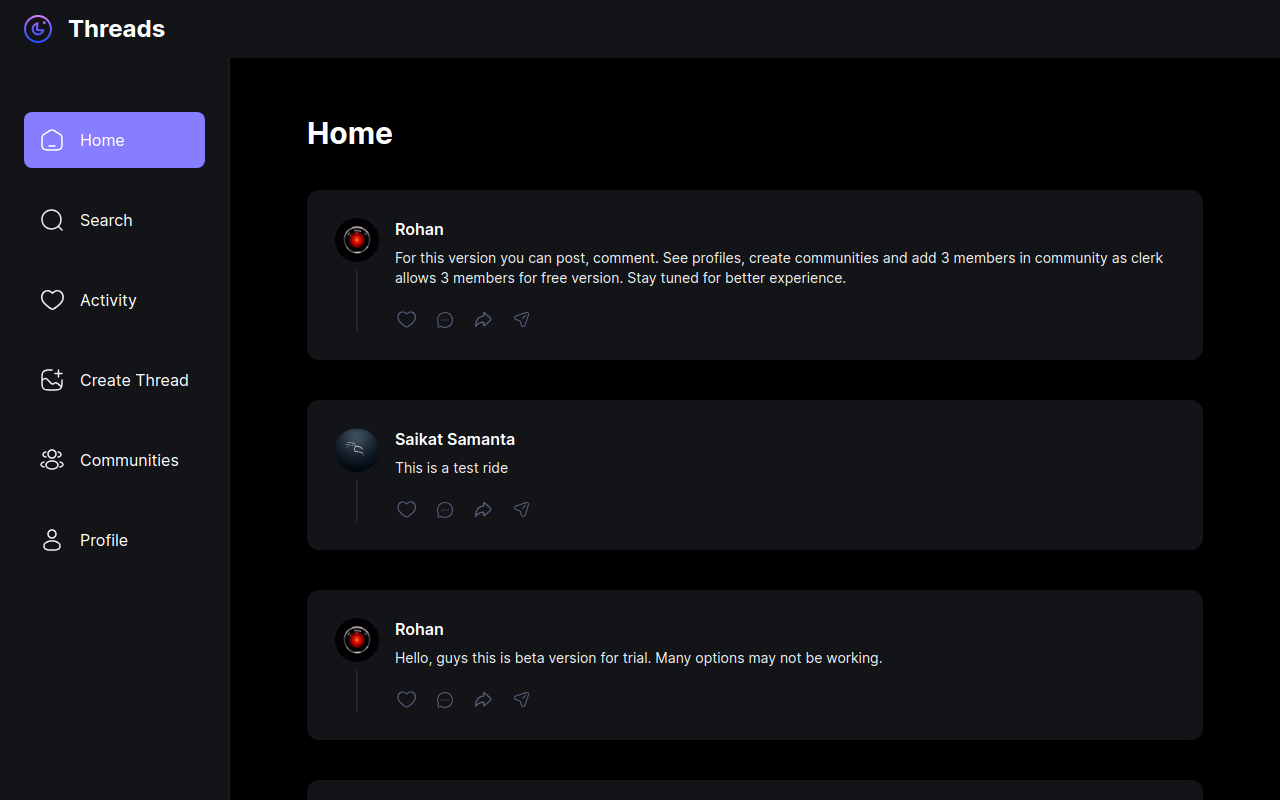 Threads
Home
Search
Activity
Create Thread
Communities
Profile
Home
Rohan
For this version you can post, comment. See profiles, create communities and add 3 members in community as clerk
allows 3 members for free version. Stay tuned for better experience.
Saikat Samanta
This is a test ride
Rohan
Hello, guys this is beta version for trial. Many options may not be working.